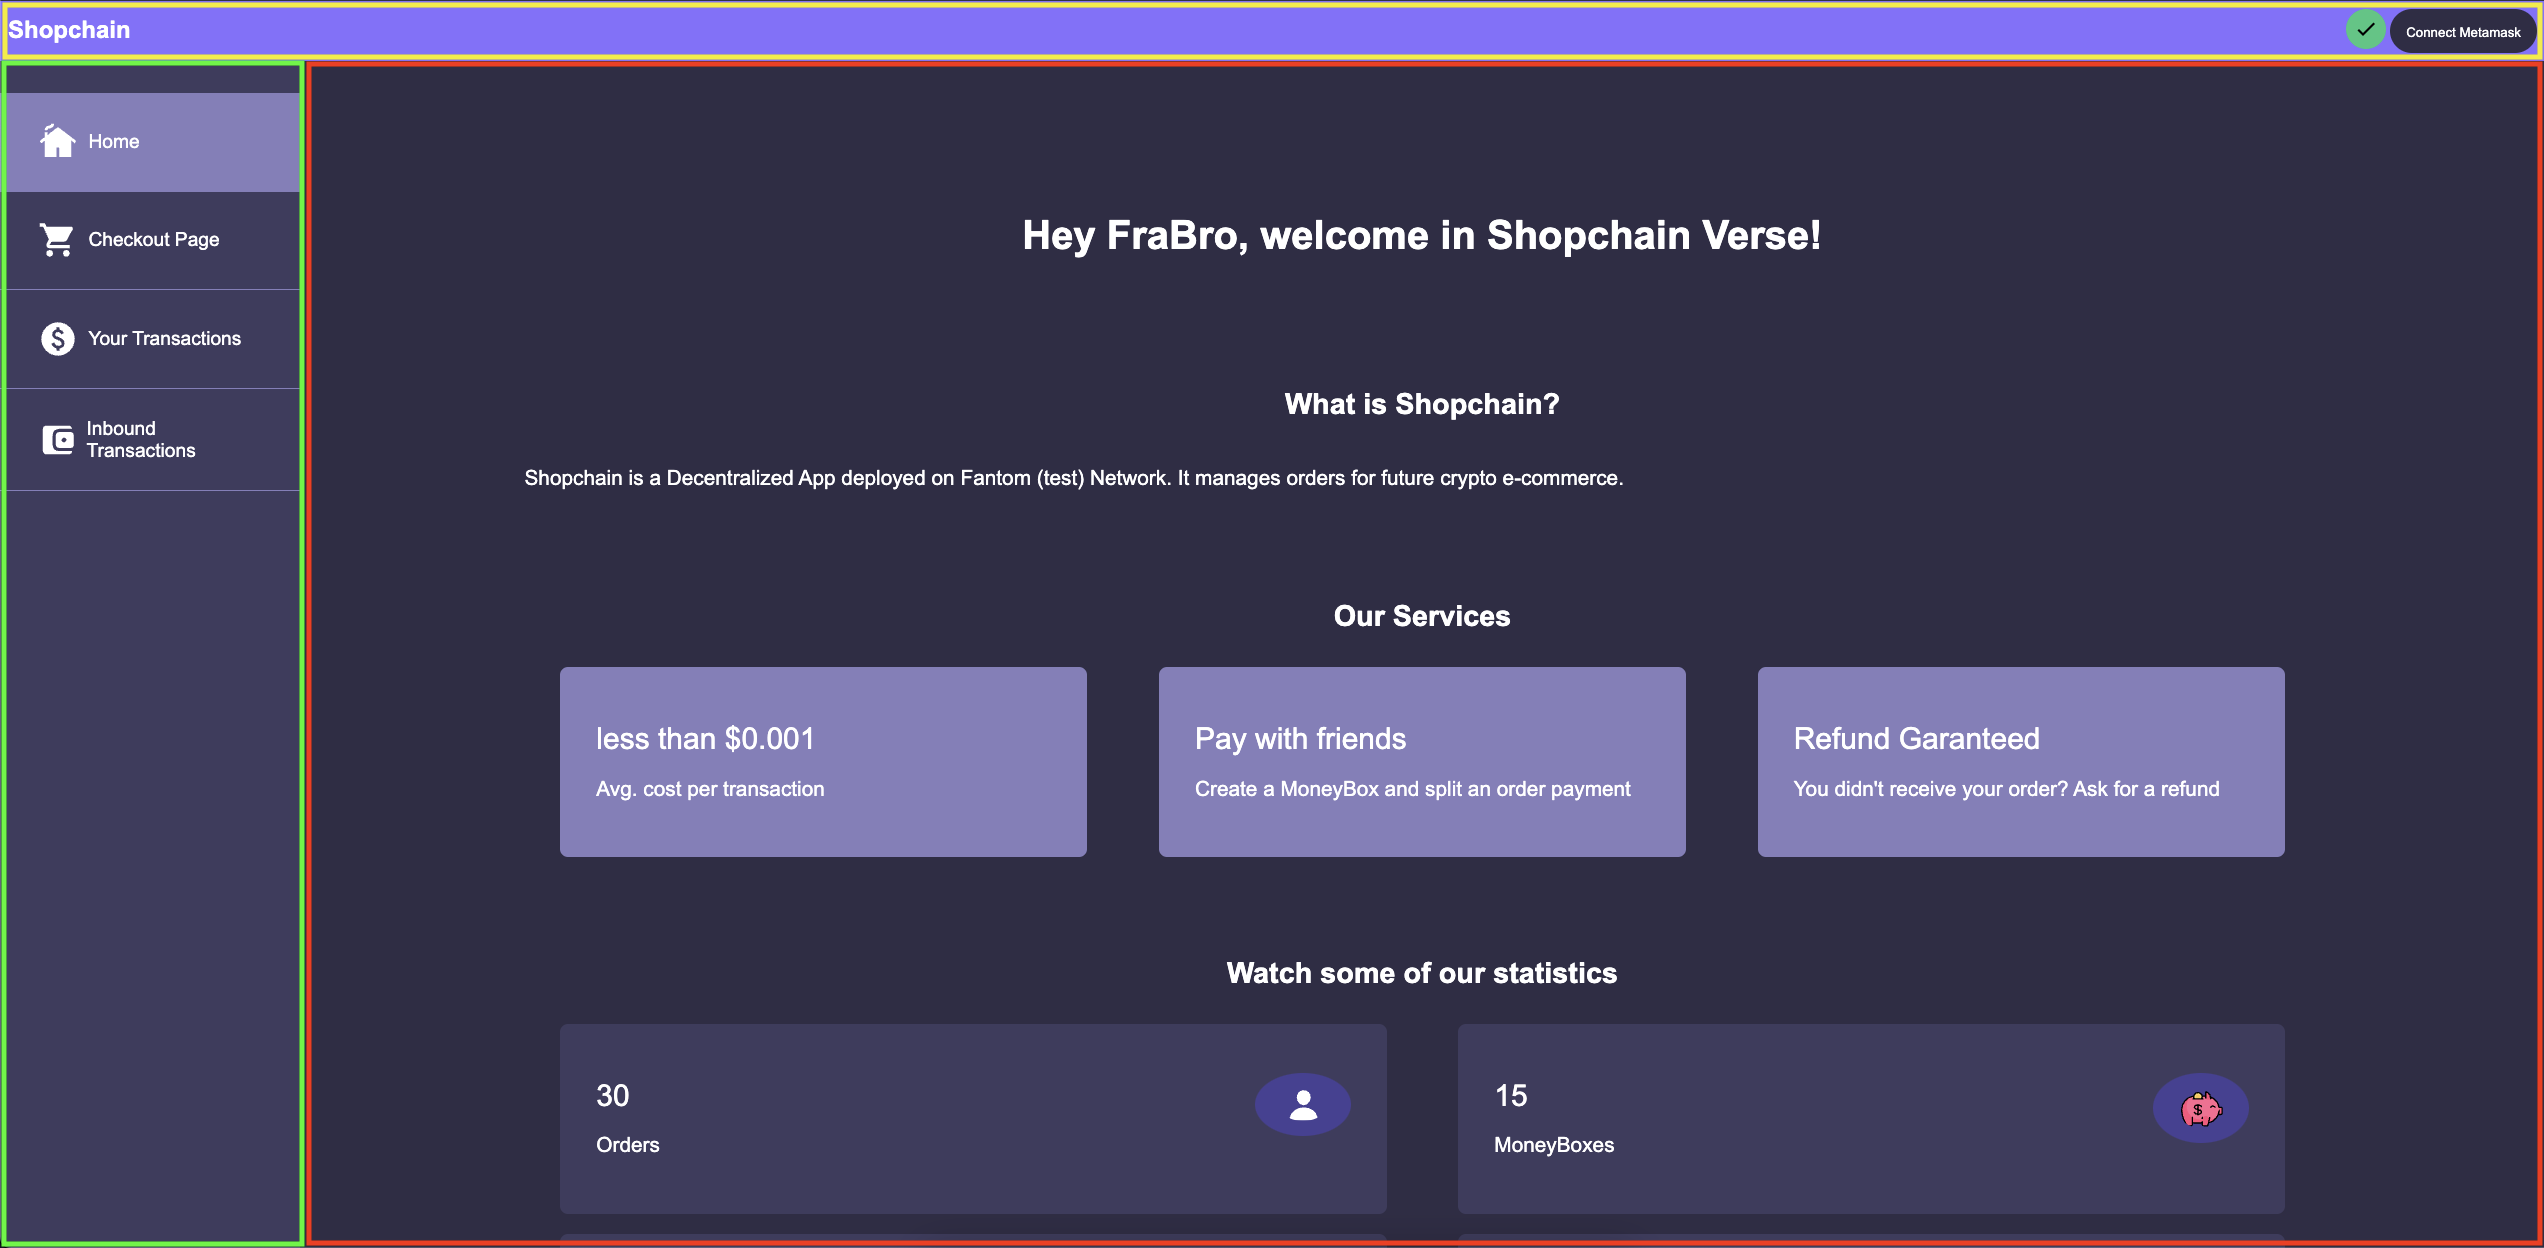 Shopchain
Connect Metamask
Home
Checkout Page
Your Transactions
Inbound
Transactions
Hey FraBro, welcome in Shopchain Verse!
What is Shopchain?
Shopchain is a Decentralized App deployed on Fantom (test) Network. It manages orders for future crypto e-commerce.
Our Services
less than $0.001
Avg. cost per transaction
Pay with friends
Create a MoneyBox and split an order payment
Refund Garanteed
You didn't receive your order? Ask for a refund
Watch some of our statistics
30
Orders
15
MoneyBoxes